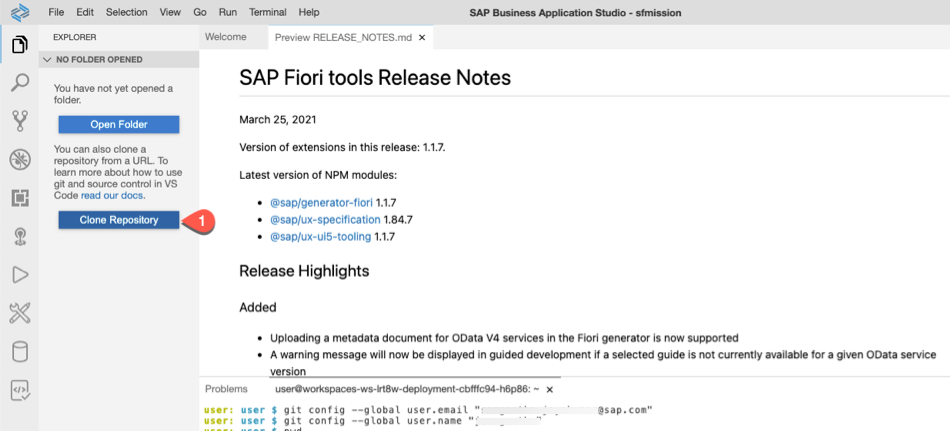 File Edit Selection View Go Run Terminal Help
SAP Business Application Studio - sfmission
EXPLORER
Welcome
Preview RELEASE_NOTES.md ×
NO FOLDER OPENED
You have not yet opened a
folder.
Open Folder
You can also clone a
repository from a URL. To
learn more about how to use
git and source control in VS
Code read our docs.
Clone Repository
1
SAP Fiori tools Release Notes
March 25, 2021
Version of extensions in this release: 1.1.7.
Latest version of NPM modules:
• @sap/generator-fiori 1.1.7
• @sap/ux-specification 1.84.7
• @sap/ux-ui5-tooling 1.1.7
Release Highlights
Added
• Uploading a metadata document for OData V4 services in the Fiori generator is now supported
• A warning message will now be displayed in guided development if a selected guide is not currently available for a given OData service
version
Problems
user@workspaces-ws-lrt8w-deployment-cbfffc94-h6p86: ~ ×
user: user $ git config --global user.email "@sap.com"
user: user $ git config --global user.name "
user: user $ pwd